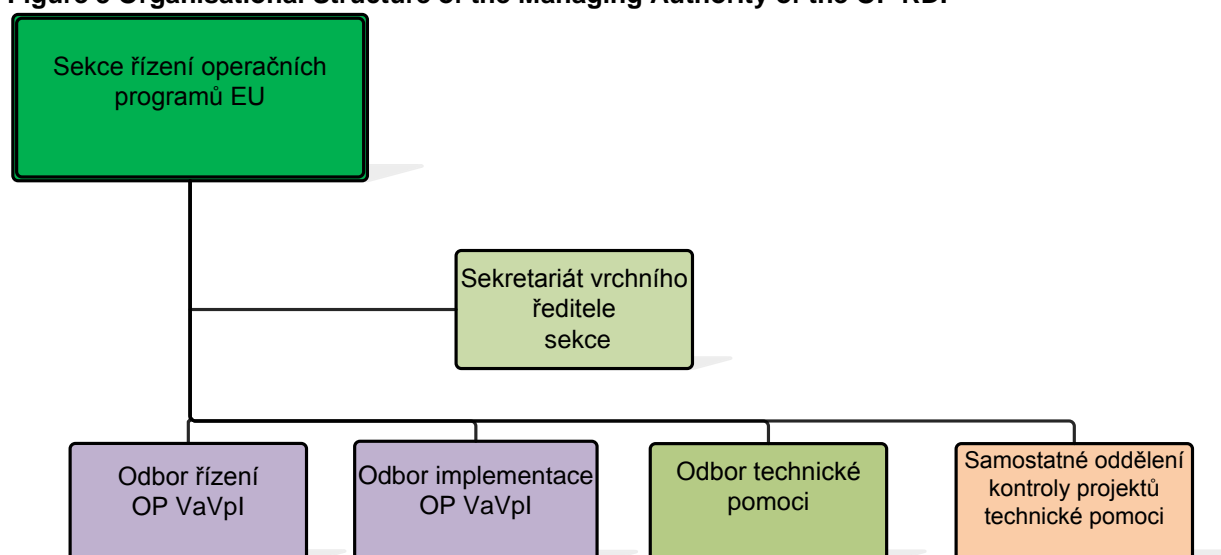 Figure 3 Organisational Structure of the Managing Authority of the OP RDI
Sekce řízení operačních
programů EU
Sekretariát vrchního
ředitele
sekce
Odbor řízení
OP VaVpI
Odbor implementace
OP VaVpI
Odbor technické
pomoci
Samostatné oddělení
kontroly projektů
technické pomoci